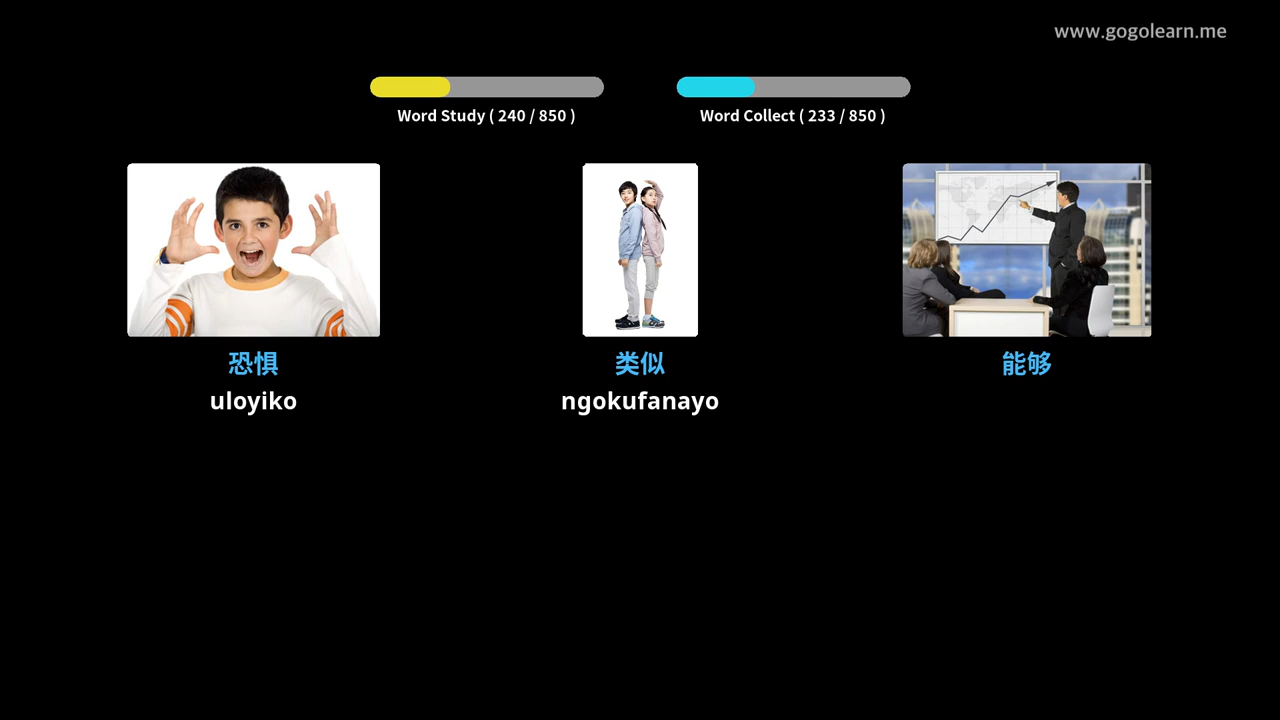 www.gogolearn.me
Word Study ( 240 / 850 )
Word Collect ( 233 / 850 )
恐惧
类似
能够
uloyiko
ngokufanayo